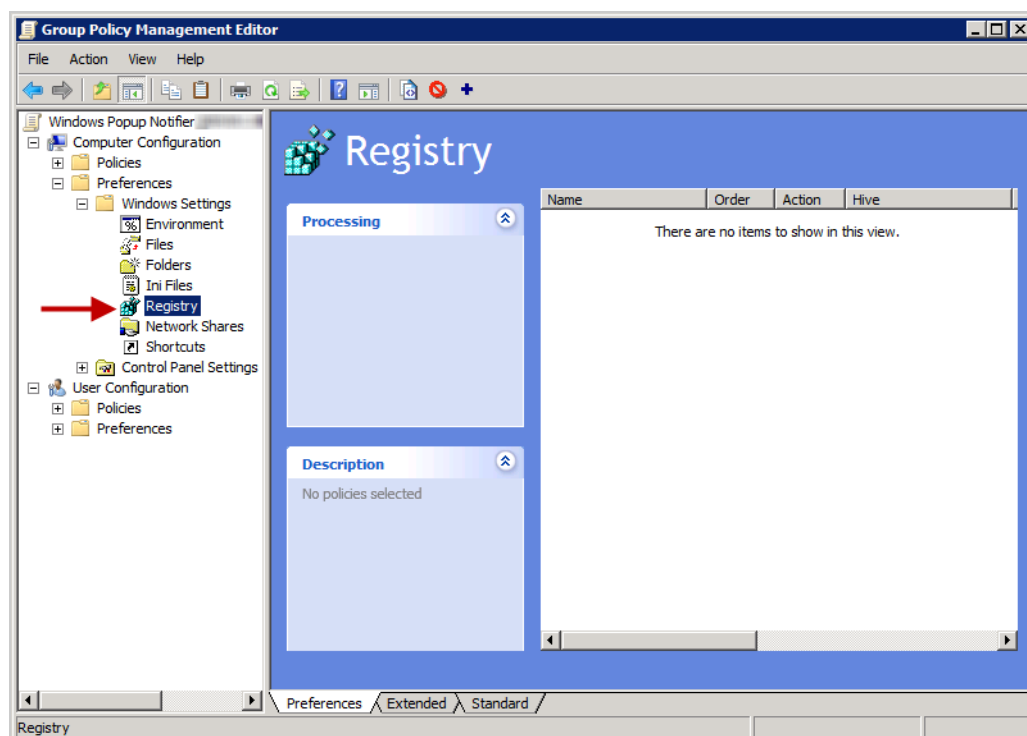 Group Policy Management Editor
File Action View Help
Windows Popup Notifier
Computer Configuration
Policies
Preferences
Windows Settings
Environment
Files
Folders
Ini Files
Registry
Network Shares
Shortcuts
Control Panel Settings
User Configuration
Policies
Preferences
Registry
Processing
Description
No policies selected
Name Order Action Hive
There are no items to show in this view.
Preferences Extended Standard
Registry